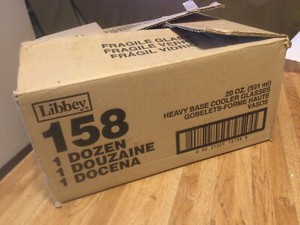 FRAGILE GLASS
FRAGILE VERRE
FRÁGIL VIDRIO
Libbey
158
1 DOZEN
1 DOUZAINE
1 DOCENA
20 OZ. (591 ml)
HEAVY BASE COOLER GLASSES
GOBELETS-FORME HAUTE
VASOS